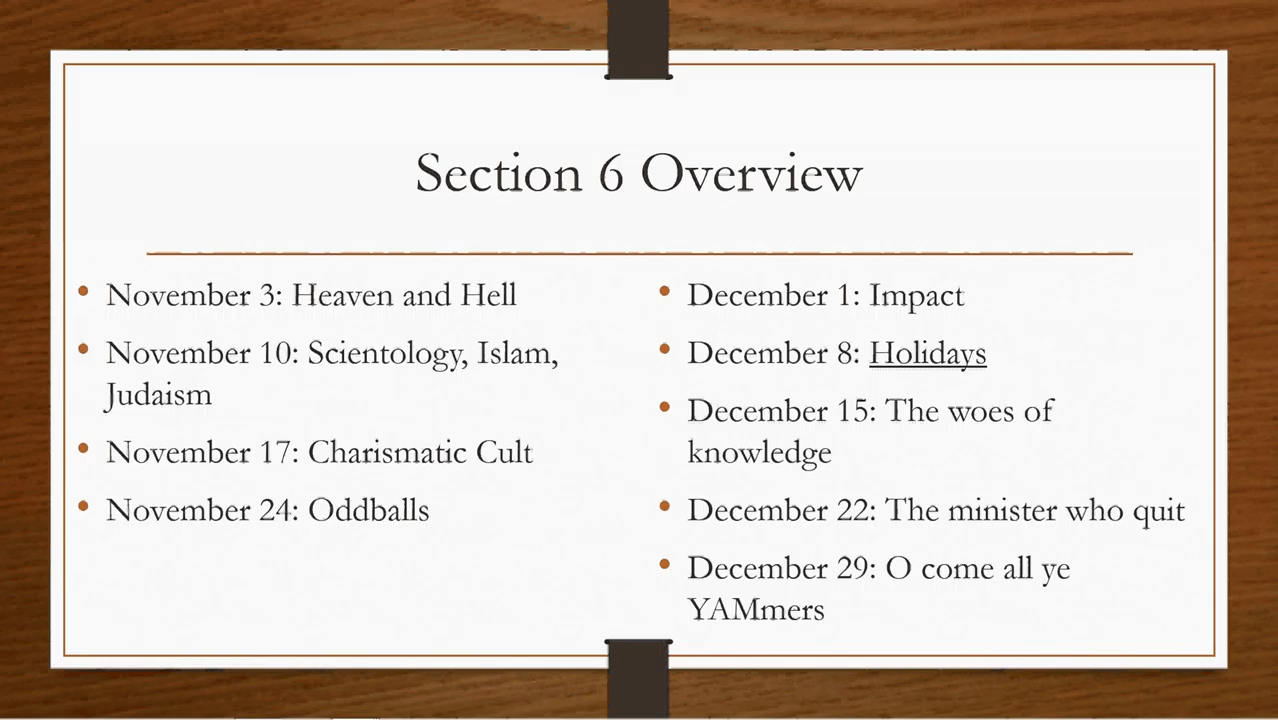 Section 6 Overview
• November 3: Heaven and Hell
• November 10: Scientology, Islam,
Judaism
• November 17: Charismatic Cult
• November 24: Oddballs
• December 1: Impact
• December 8: Holidays
• December 15: The woes of
knowledge
• December 22: The minister who quit
• December 29: O come all ye
YAMmers